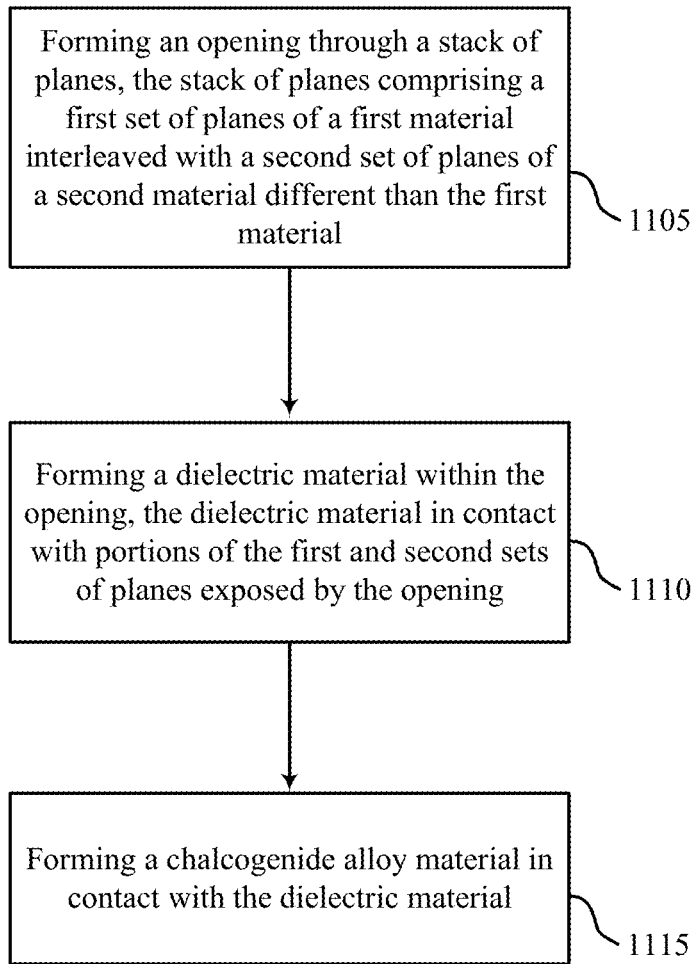 Forming an opening through a stack of
planes, the stack of planes comprising a
first set of planes of a first material
interleaved with a second set of planes of
a second material different than the first
material
1105
Forming a dielectric material within the
opening, the dielectric material in contact
with portions of the first and second sets
of planes exposed by the opening
1110
Forming a chalcogenide alloy material in
contact with the dielectric material
1115